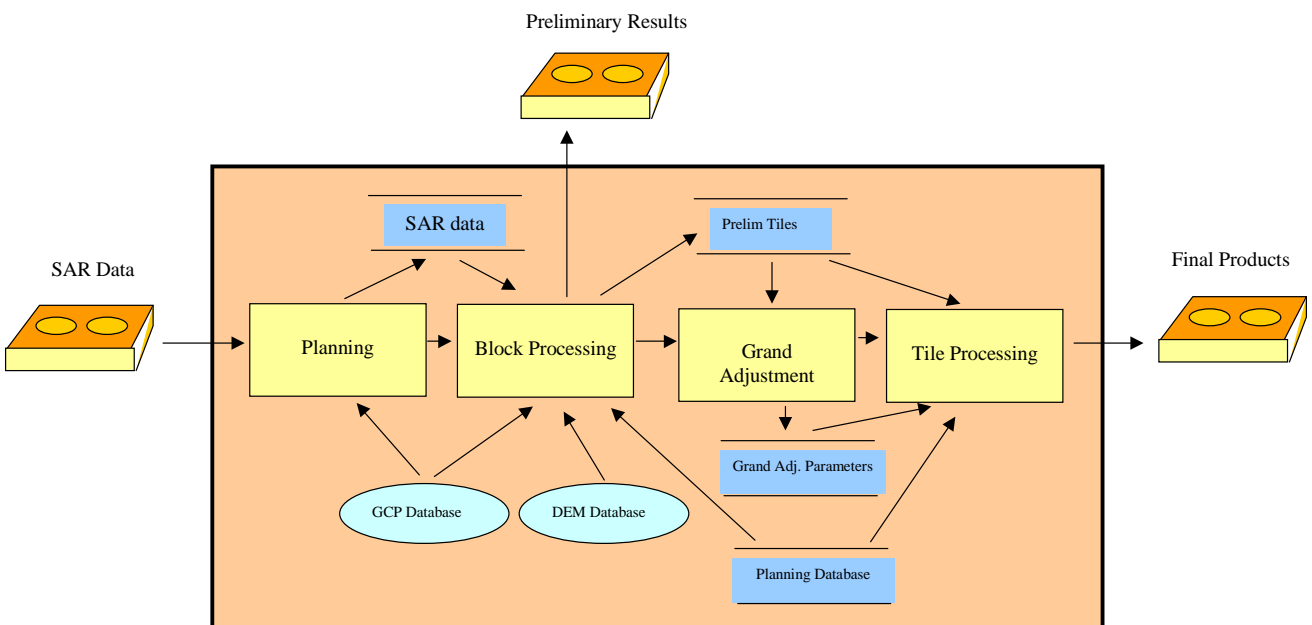 Preliminary Results
SAR data
Prelim Tiles
SAR Data
Final Products
Planning
Block Processing
Grand
Adjustment
Tile Processing
Grand Adj. Parameters
GCP Database
DEM Database
Planning Database